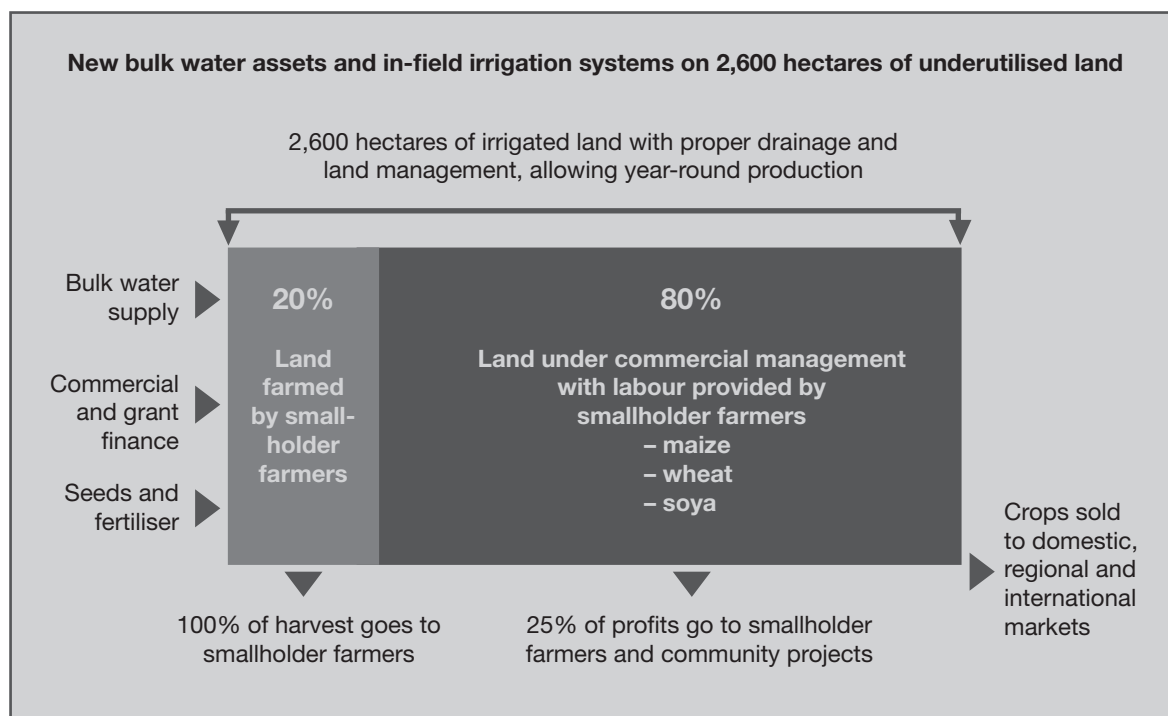 New bulk water assets and in-field irrigation systems on 2,600 hectares of underutilised land
2,600 hectares of irrigated land with proper drainage and
land management, allowing year-round production
Bulk water
supply
Commercial
and grant
finance
Seeds and
fertiliser
20%
Land
farmed
by small-
holder
farmers
80%
Land under commercial management
with labour provided by
smallholder farmers
– maize
– wheat
– soya
Crops sold
to domestic,
regional and
international
markets
100% of harvest goes to
smallholder farmers
25% of profits go to smallholder
farmers and community projects